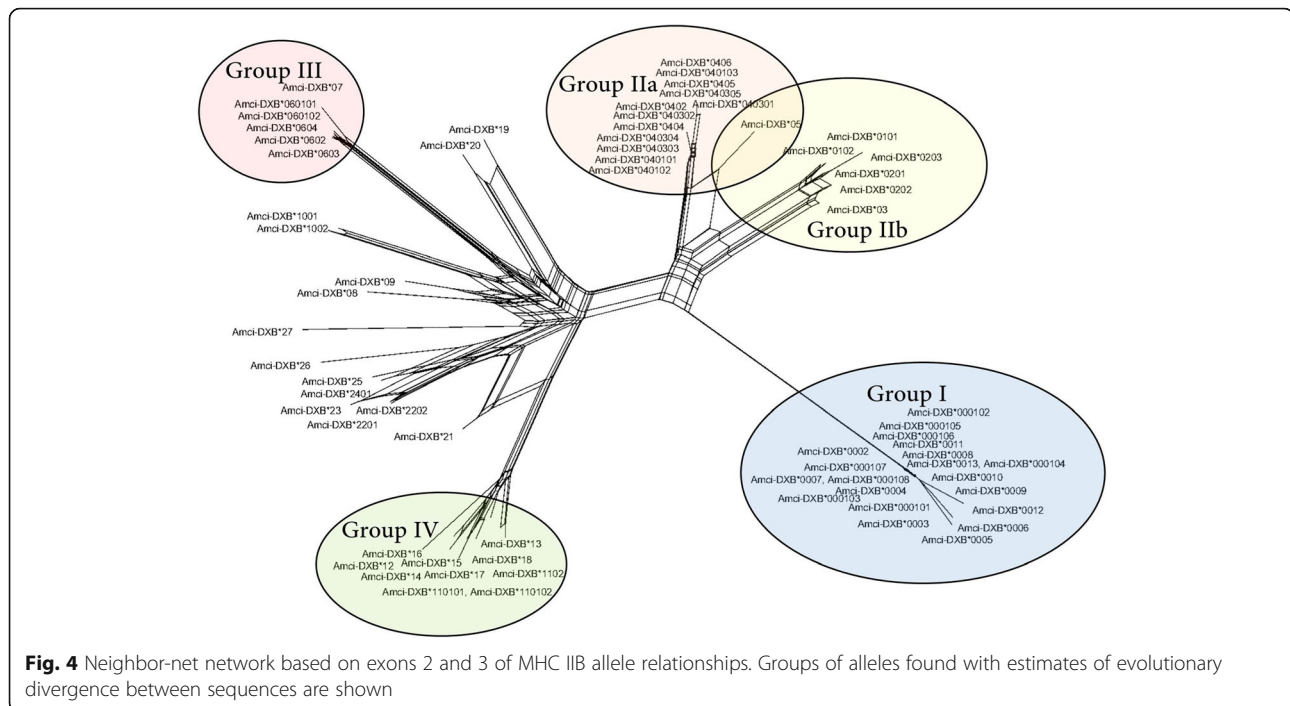 Group III
Amci-DXB*07
Amci-DXB*060101
Amci-DXB*060102
Amci-DXB*0604
Amci-DXB*0602
Amci-DXB*0603
Amci-DXB*19
Amci-DXB*20
Group IIa
Amci-DXB*0406
Amci-DXB*040103
Amci-DXB*0405
Amci-DXB*040305
Amci-DXB*0402
Amci-DXB*040301
Amci-DXB*040302
Amci-DXB*0404
Amci-DXB*040304
Amci-DXB*040303
Amci-DXB*040101
Amci-DXB*040102
Amci-DXB*05
Amci-DXB*0101
Amci-DXB*0102
Amci-DXB*0203
Amci-DXB*0201
Amci-DXB*0202
Amci-DXB*03
Group IIb
Amci-DXB*1001
Amci-DXB*1002
Amci-DXB*09
Amci-DXB*08
Amci-DXB*27
Amci-DXB*26
Amci-DXB*25
Amci-DXB*2401
Amci-DXB*23
Amci-DXB*2202
Amci-DXB*2201
Amci-DXB*21
Group I
Amci-DXB*000102
Amci-DXB*000105
Amci-DXB*000106
Amci-DXB*0011
Amci-DXB*0002
Amci-DXB*0008
Amci-DXB*0013, Amci-DXB*000104
Amci-DXB*000107
Amci-DXB*0010
Amci-DXB*0007, Amci-DXB*000108
Amci-DXB*0004
Amci-DXB*0009
Amci-DXB*000103
Amci-DXB*000101
Amci-DXB*0012
Amci-DXB*0003
Amci-DXB*0006
Amci-DXB*0005
Group IV
Amci-DXB*13
Amci-DXB*16
Amci-DXB*12
Amci-DXB*15
Amci-DXB*18
Amci-DXB*14
Amci-DXB*17
Amci-DXB*1102
Amci-DXB*110101, Amci-DXB*110102
Fig. 4 Neighbor-net network based on exons 2 and 3 of MHC IIB allele relationships. Groups of alleles found with estimates of evolutionary
divergence between sequences are shown